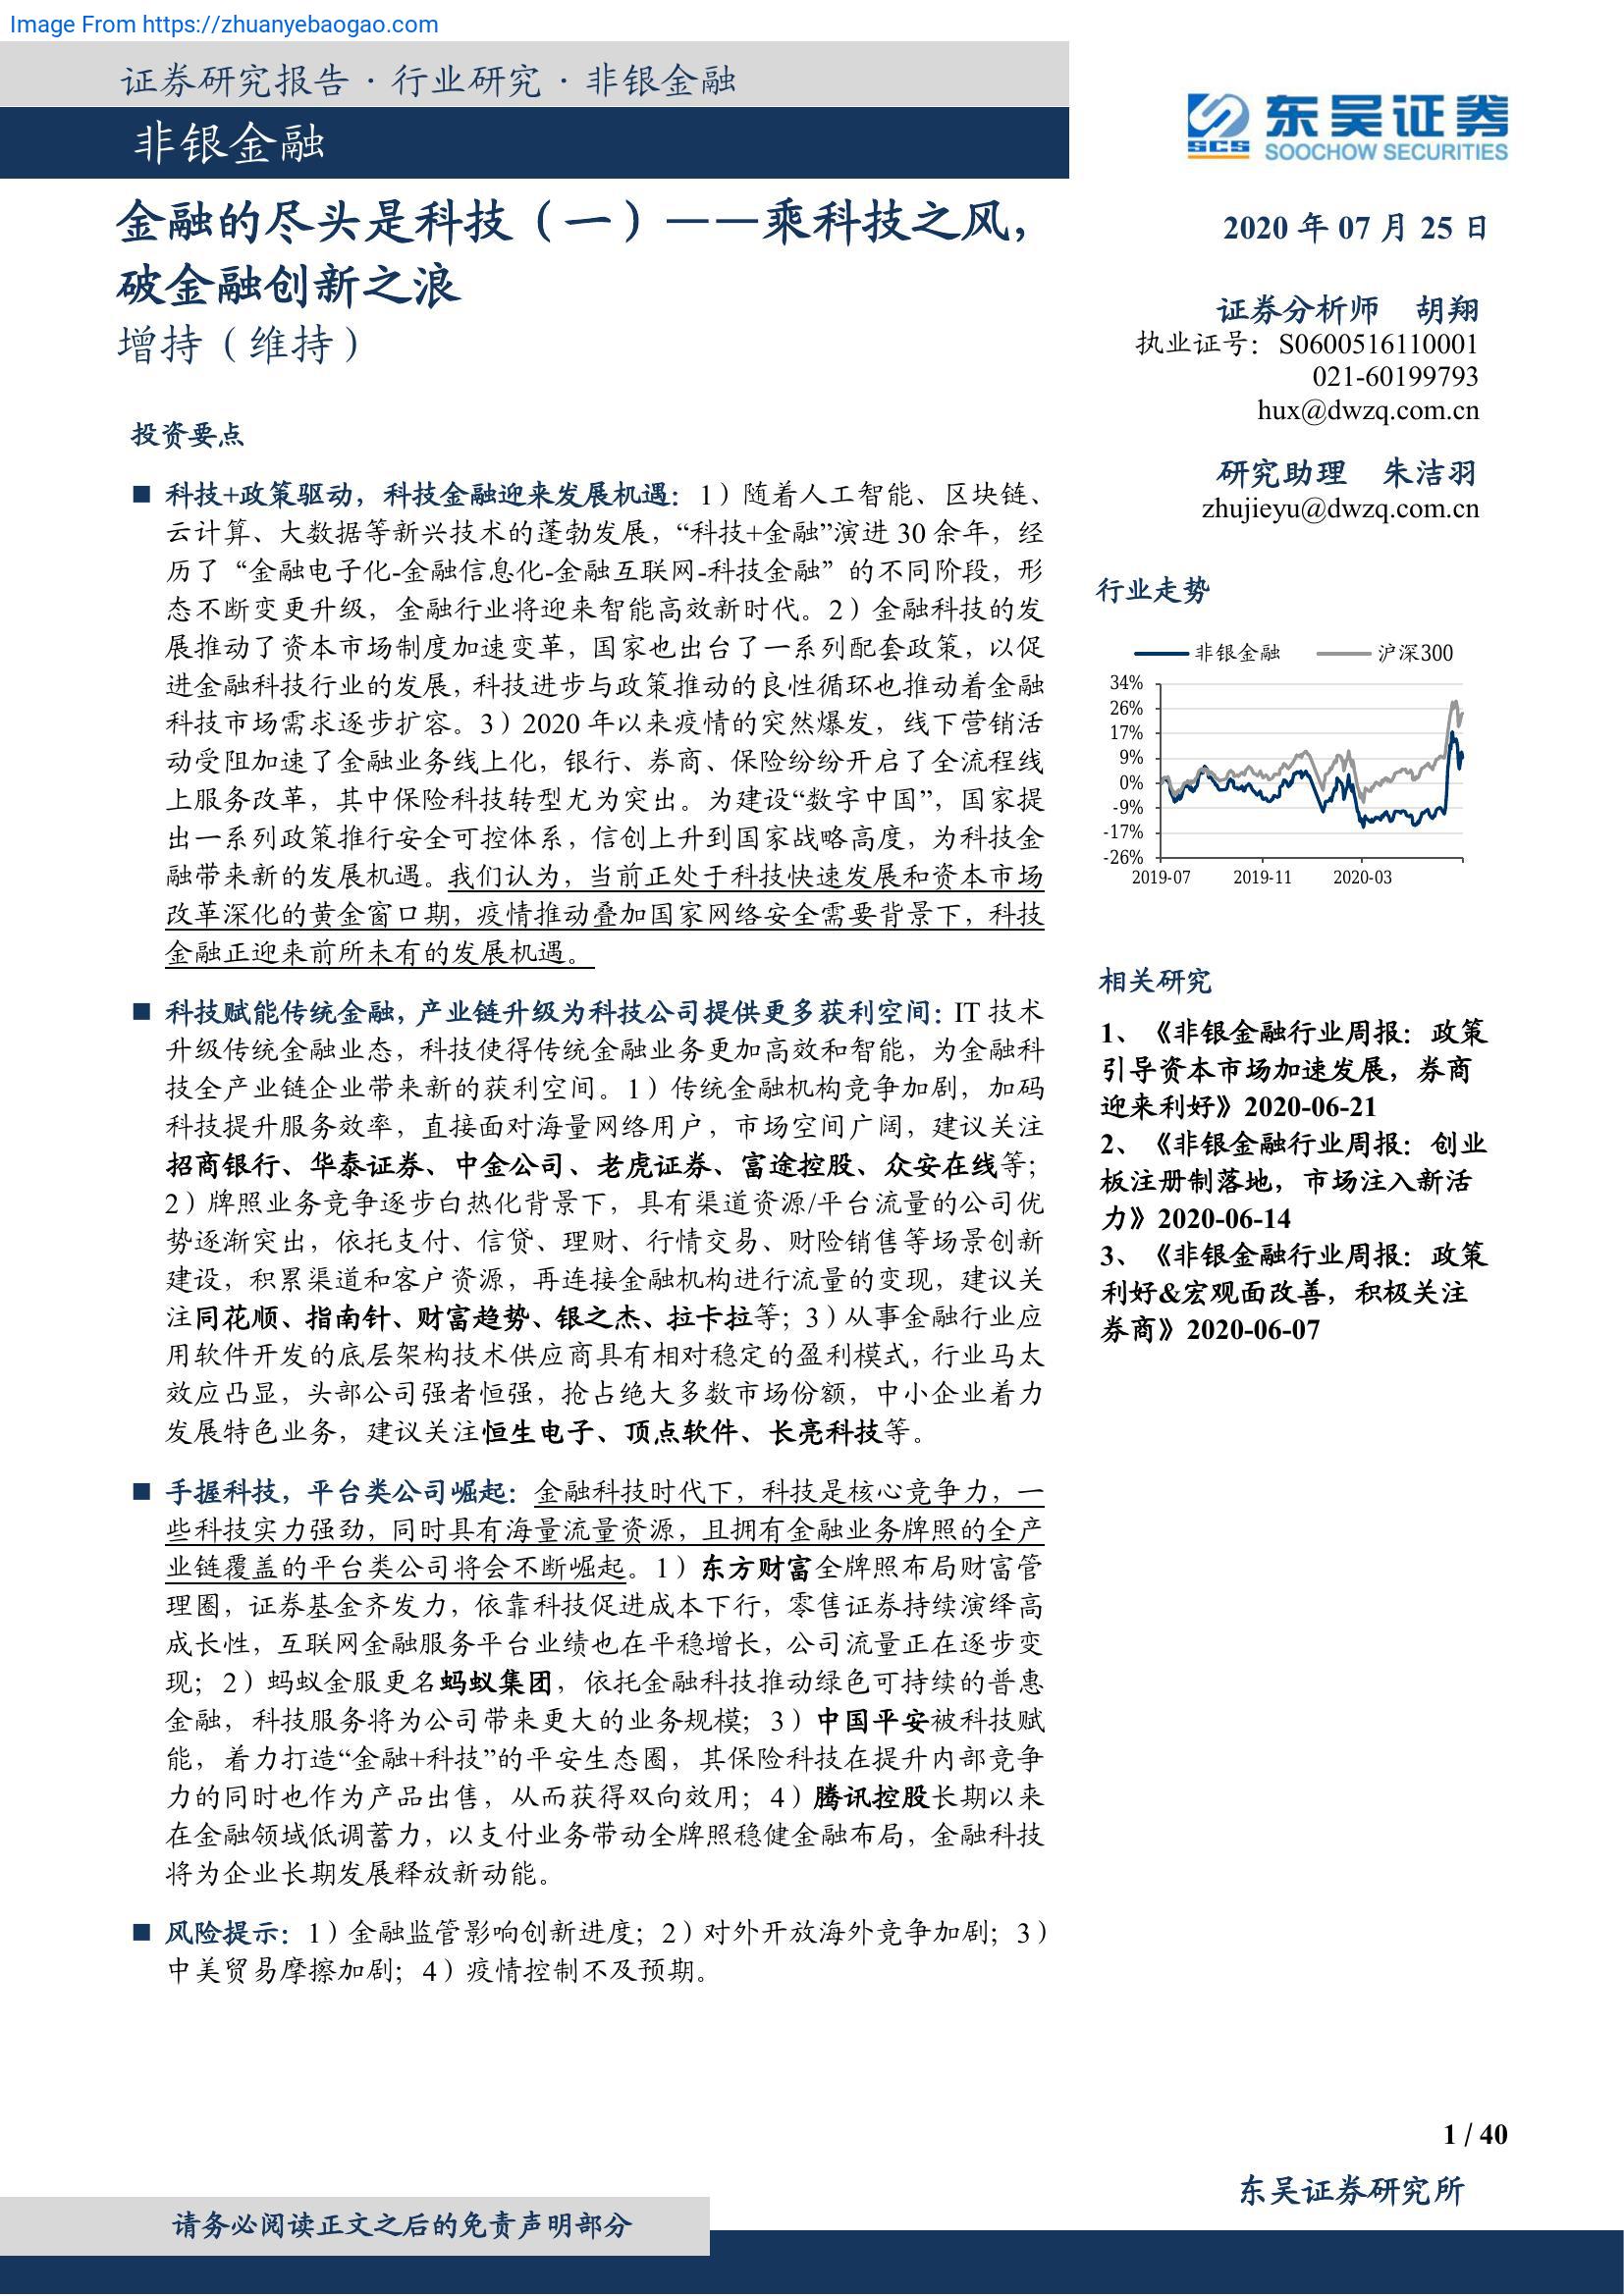 Image From https://zhuanyebaogao.com
证券研究报告·行业研究·非银金融
非银金融
东吴证券
SCS
SOOCHOW SECURITIES
金融的尽头是科技（一）——乘科技之风，
破金融创新之浪
增持（维持）
2020 年 07 月 25 日
证券分析师 胡翔
执业证号：S0600516110001
021-60199793
hux@dwzq.com.cn
研究助理 朱洁羽
zhujieyu@dwzq.com.cn
投资要点
■ 科技+政策驱动，科技金融迎来发展机遇：1）随着人工智能、区块链、
云计算、大数据等新兴技术的蓬勃发展，“科技+金融”演进 30 余年，经
历了“金融电子化-金融信息化-金融互联网-科技金融”的不同阶段，形
态不断变更升级，金融行业将迎来智能高效新时代。2）金融科技的发
展推动了资本市场制度加速变革，国家也出台了一系列配套政策，以促
进金融科技行业的发展，科技进步与政策推动的良性循环也推动着金融
科技市场需求逐步扩容。3）2020 年以来疫情的突然爆发，线下营销活
动受阻加速了金融业务线上化，银行、券商、保险纷纷开启了全流程线
上服务改革，其中保险科技转型尤为突出。为建设“数字中国”，国家提
出一系列政策推行安全可控体系，信创上升到国家战略高度，为科技金
融带来新的发展机遇。我们认为，当前正处于科技快速发展和资本市场
改革深化的黄金窗口期，疫情推动叠加国家网络安全需要背景下，科技
金融正迎来前所未有的发展机遇。
■ 科技赋能传统金融，产业链升级为科技公司提供更多获利空间：IT 技术
升级传统金融业态，科技使得传统金融业务更加高效和智能，为金融科
技全产业链企业带来新的获利空间。1）传统金融机构竞争加剧，加码
科技提升服务效率，直接面对海量网络用户，市场空间广阔，建议关注
招商银行、华泰证券、中金公司、老虎证券、富途控股、众安在线等；
2）牌照业务竞争逐步白热化背景下，具有渠道资源/平台流量的公司优
势逐渐突出，依托支付、信贷、理财、行情交易、财险销售等场景创新
建设，积累渠道和客户资源，再连接金融机构进行流量的变现，建议关
注同花顺、指南针、财富趋势、银之杰、拉卡拉等；3）从事金融行业应
用软件开发的底层架构技术供应商具有相对稳定的盈利模式，行业马太
效应凸显，头部公司强者恒强，抢占绝大多数市场份额，中小企业着力
发展特色业务，建议关注恒生电子、顶点软件、长亮科技等。
■ 手握科技，平台类公司崛起：金融科技时代下，科技是核心竞争力，一
些科技实力强劲，同时具有海量流量资源，且拥有金融业务牌照的全产
业链覆盖的平台类公司将会不断崛起。1）东方财富全牌照布局财富管
理圈，证券基金齐发力，依靠科技促进成本下行，零售证券持续演绎高
成长性，互联网金融服务平台业绩也在平稳增长，公司流量正在逐步变
现；2）蚂蚁金服更名蚂蚁集团，依托金融科技推动绿色可持续的普惠
金融，科技服务将为公司带来更大的业务规模；3）中国平安被科技赋
能，着力打造“金融+科技”的平安生态圈，其保险科技在提升内部竞争
力的同时也作为产品出售，从而获得双向效用；4）腾讯控股长期以来
在金融领域低调蓄力，以支付业务带动全牌照稳健金融布局，金融科技
将为企业长期发展释放新动能。
■ 风险提示：1）金融监管影响创新进度；2）对外开放海外竞争加剧；3）
中美贸易摩擦加剧；4）疫情控制不及预期。
行业走势
非银金融 沪深300
34%
26%
17%
9%
0%
-9%
-17%
-26%
2019-07 2019-11 2020-03
相关研究
1、《非银金融行业周报：政策
引导资本市场加速发展，券商
迎来利好》2020-06-21
2、《非银金融行业周报：创业
板注册制落地，市场注入新活
力》2020-06-14
3、《非银金融行业周报：政策
利好&宏观面改善，积极关注
券商》2020-06-07
1 / 40
东吴证券研究所
请务必阅读正文之后的免责声明部分